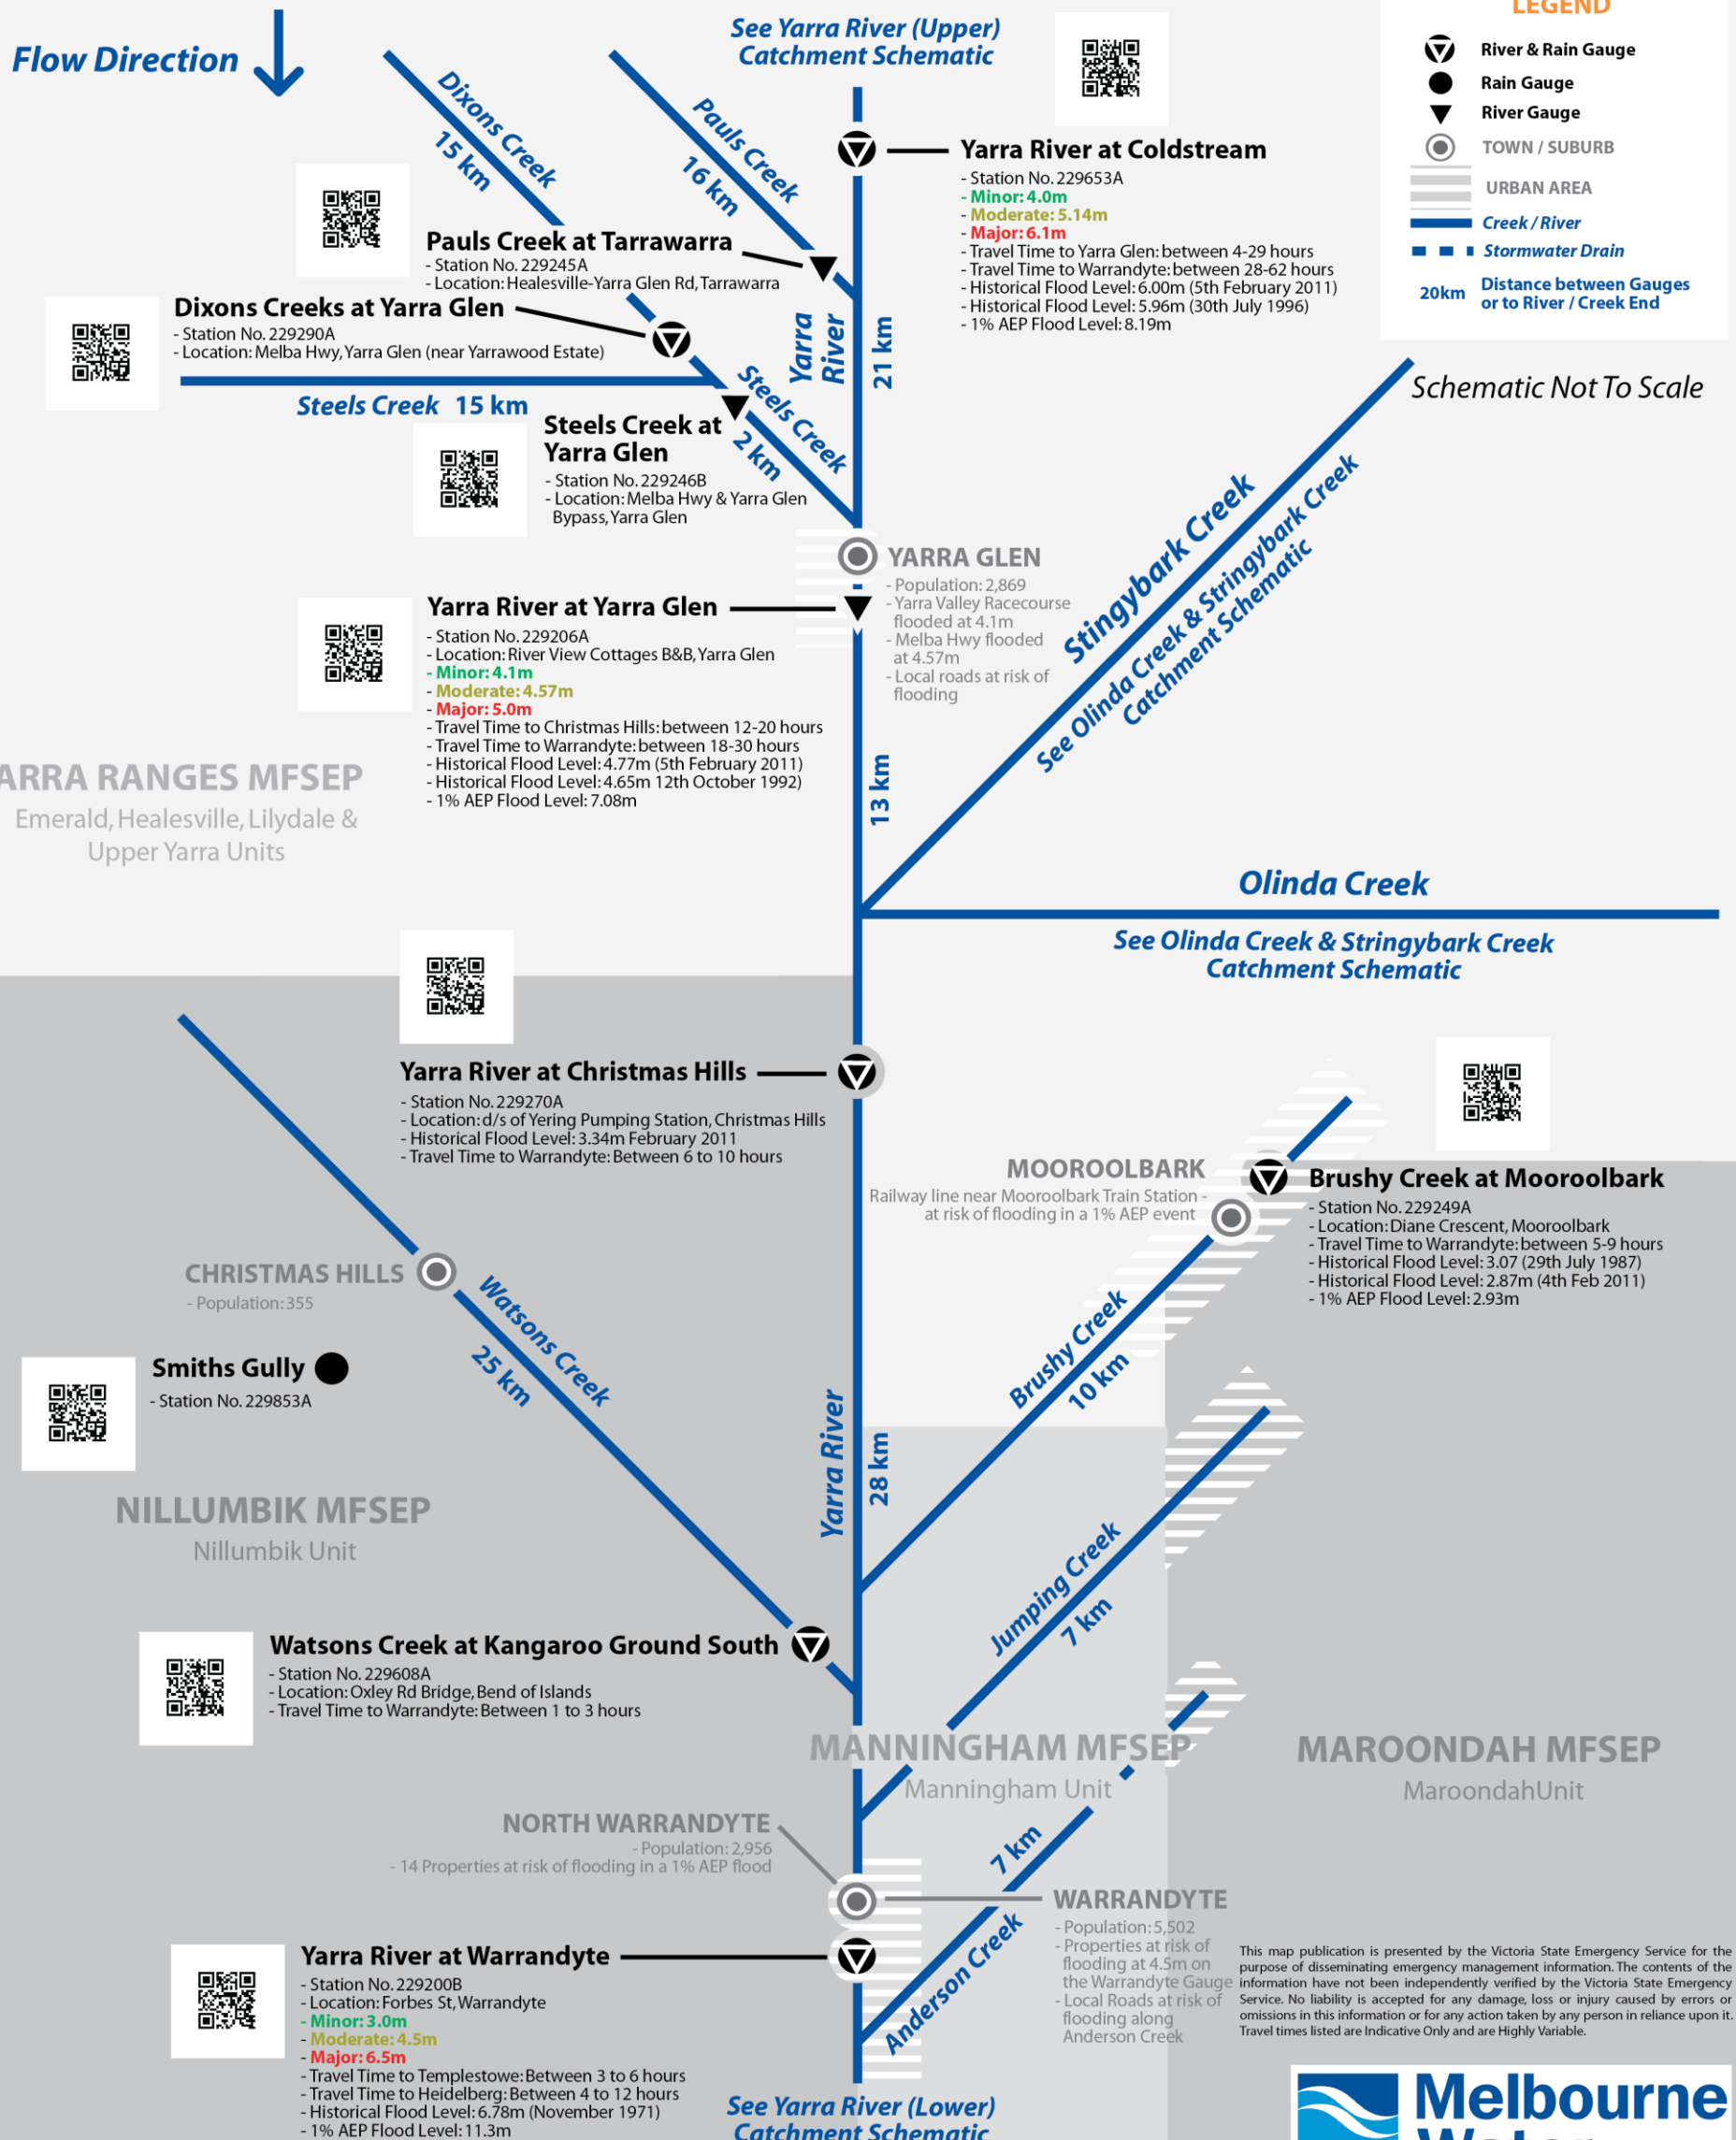 Flow Direction
See Yarra River (Upper)
Catchment Schematic
LEGEND
River & Rain Gauge
Rain Gauge
River Gauge
TOWN / SUBURB
URBAN AREA
Creek / River
Stormwater Drain
20km
Distance between Gauges
or to River / Creek End
Schematic Not To Scale
Dixons Creek
15 km
Pauls Creek
16 km
Yarra River at Coldstream
- Station No. 229653A
- Minor: 4.0m
- Moderate: 5.14m
- Major: 6.1m
- Travel Time to Yarra Glen: between 4-29 hours
- Travel Time to Warrandyte: between 28-62 hours
- Historical Flood Level: 6.00m (5th February 2011)
- Historical Flood Level: 5.96m (30th July 1996)
- 1% AEP Flood Level: 8.19m
Pauls Creek at Tarrawarra
- Station No. 229245A
- Location: Healesville-Yarra Glen Rd, Tarrawarra
Dixons Creeks at Yarra Glen
- Station No. 229290A
- Location: Melba Hwy, Yarra Glen (near Yarrawood Estate)
Yarra
River
21 km
Steels Creek 15 km
Steels Creek
2 km
Steels Creek at
Yarra Glen
- Station No. 229246B
- Location: Melba Hwy & Yarra Glen
Bypass, Yarra Glen
YARRA GLEN
- Population: 2,869
- Yarra Valley Racecourse
flooded at 4.1m
- Melba Hwy flooded
at 4.57m
- Local roads at risk of
flooding
Yarra River at Yarra Glen
- Station No. 229206A
- Location: River View Cottages B&B, Yarra Glen
- Minor: 4.1m
- Moderate: 4.57m
- Major: 5.0m
- Travel Time to Christmas Hills: between 12-20 hours
- Travel Time to Warrandyte: between 18-30 hours
- Historical Flood Level: 4.77m (5th February 2011)
- Historical Flood Level: 4.65m 12th October 1992)
- 1% AEP Flood Level: 7.08m
Stingybark Creek
See Olinda Creek & Stringybark Creek
Catchment Schematic
13 km
ARRA RANGES MFSEP
Emerald, Healesville, Lilydale &
Upper Yarra Units
Olinda Creek
See Olinda Creek & Stringybark Creek
Catchment Schematic
Yarra River at Christmas Hills
- Station No. 229270A
- Location: d/s of Yering Pumping Station, Christmas Hills
- Historical Flood Level: 3.34m February 2011
- Travel Time to Warrandyte: Between 6 to 10 hours
MOOROOLBARK
Railway line near Mooroolbark Train Station -
at risk of flooding in a 1% AEP event
Brushy Creek at Mooroolbark
- Station No. 229249A
- Location: Diane Crescent, Mooroolbark
- Travel Time to Warrandyte: between 5-9 hours
- Historical Flood Level: 3.07 (29th July 1987)
- Historical Flood Level: 2.87m (4th Feb 2011)
- 1% AEP Flood Level: 2.93m
CHRISTMAS HILLS
- Population: 355
Watsons Creek
25 km
Brushy Creek
10 km
Smiths Gully
- Station No. 229853A
Yarra River
28 km
NILLUMBIK MFSEP
Nillumbik Unit
Jumping Creek
7 km
Watsons Creek at Kangaroo Ground South
- Station No. 229608A
- Location: Oxley Rd Bridge, Bend of Islands
- Travel Time to Warrandyte: Between 1 to 3 hours
MANNINGHAM MFSEP
Manningham Unit
MAROONDAH MFSEP
MaroondahUnit
NORTH WARRANDYTE
- Population: 2,956
- 14 Properties at risk of flooding in a 1% AEP flood
7 km
Anderson Creek
WARRANDYTE
- Population: 5,502
- Properties at risk of
flooding at 4.5m on
the Warrandyte Gauge
- Local Roads at risk of
flooding along
Anderson Creek
Yarra River at Warrandyte
- Station No. 229200B
- Location: Forbes St, Warrandyte
- Minor: 3.0m
- Moderate: 4.5m
- Major: 6.5m
- Travel Time to Templestowe: Between 3 to 6 hours
- Travel Time to Heidelberg: Between 4 to 12 hours
- Historical Flood Level: 6.78m (November 1971)
- 1% AEP Flood Level: 11.3m
This map publication is presented by the Victoria State Emergency Service for the
purpose of disseminating emergency management information. The contents of the
information have not been independently verified by the Victoria State Emergency
Service. No liability is accepted for any damage, loss or injury caused by errors or
omissions in this information or for any action taken by any person in reliance upon it.
Travel times listed are Indicative Only and are Highly Variable.
See Yarra River (Lower)
Catchment Schematic
Melbourne
Water